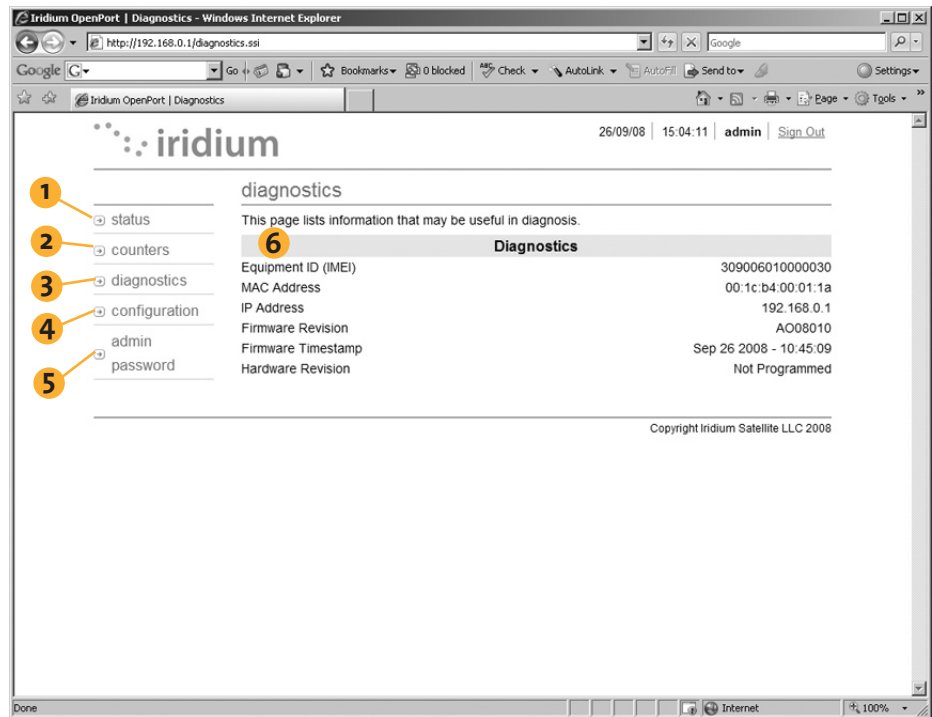 Iridium OpenPort | Diagnostics - Windows Internet Explorer
http://192.168.0.1/diagnostics.ssi
Google
Google G Go Bookmarks 0 blocked ABC Check AutoLink AutoFill Send to Settings
Iridium OpenPort | Diagnostics Page Tools »
iridium
26/09/08 | 15:04:11 | admin | Sign Out
diagnostics
1
status
This page lists information that may be useful in diagnosis.
2
counters
6
Diagnostics
3
diagnostics
Equipment ID (IMEI) 309006010000030
MAC Address 00:1c:b4:00:01:1a
4
configuration
IP Address 192.168.0.1
Firmware Revision AO08010
5
admin
password
Firmware Timestamp Sep 26 2008 - 10:45:09
Hardware Revision Not Programmed
Copyright Iridium Satellite LLC 2008
Done Internet 100%